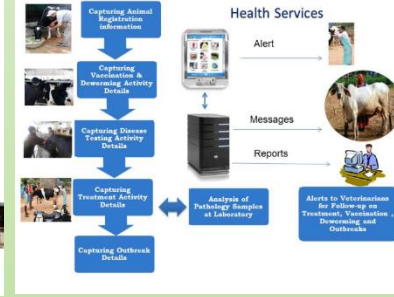 Capturing Animal
Registration
information
Health Services
Alert
Capturing
Vaccination &
Deworming Activity
Details
Capturing Disease
Testing Activity
Details
Messages
Reports
Capturing
Treatment Activity
Details
Analysis of
Pathology Samples
at Laboratory
Alerts to Veterinarians
for Follow-up on
Treatment, Vaccination ,
Deworming and
Outbreaks
Capturing Outbreak
Details